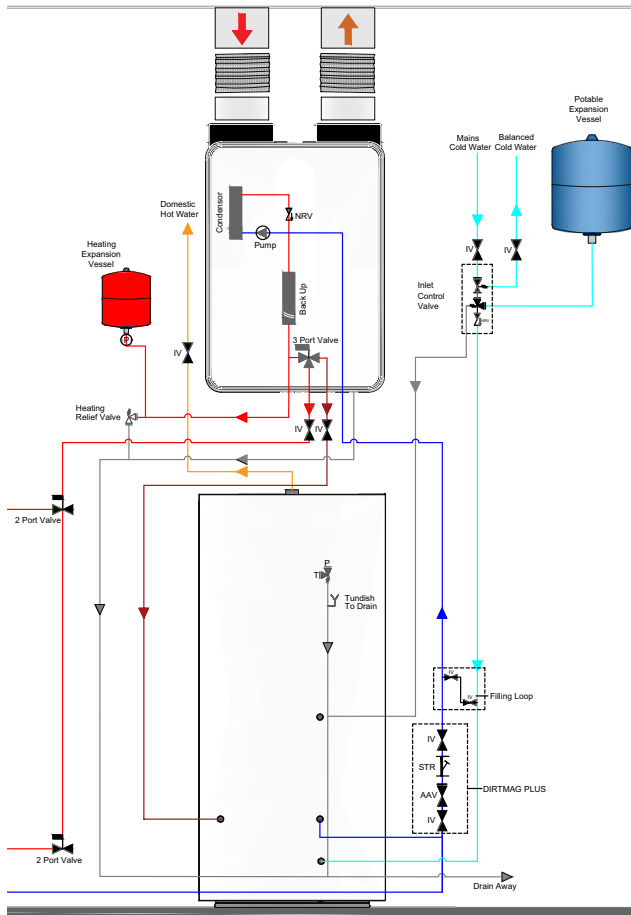 Potable
Expansion
Vessel
Mains
Cold Water
Balanced
Cold Water
Domestic
Hot Water
Condensor
NRV
Pump
Heating
Expansion
Vessel
P
IV
IV
IV
Inlet
Control
Valve
NRV
Back Up
3 Port Valve
Heating
Relief Valve
IV
IV
2 Port Valve
P
T
Tundish
To Drain
IV
IV
Filling Loop
IV
STR
DIRTMAG PLUS
AAV
IV
2 Port Valve
Drain Away